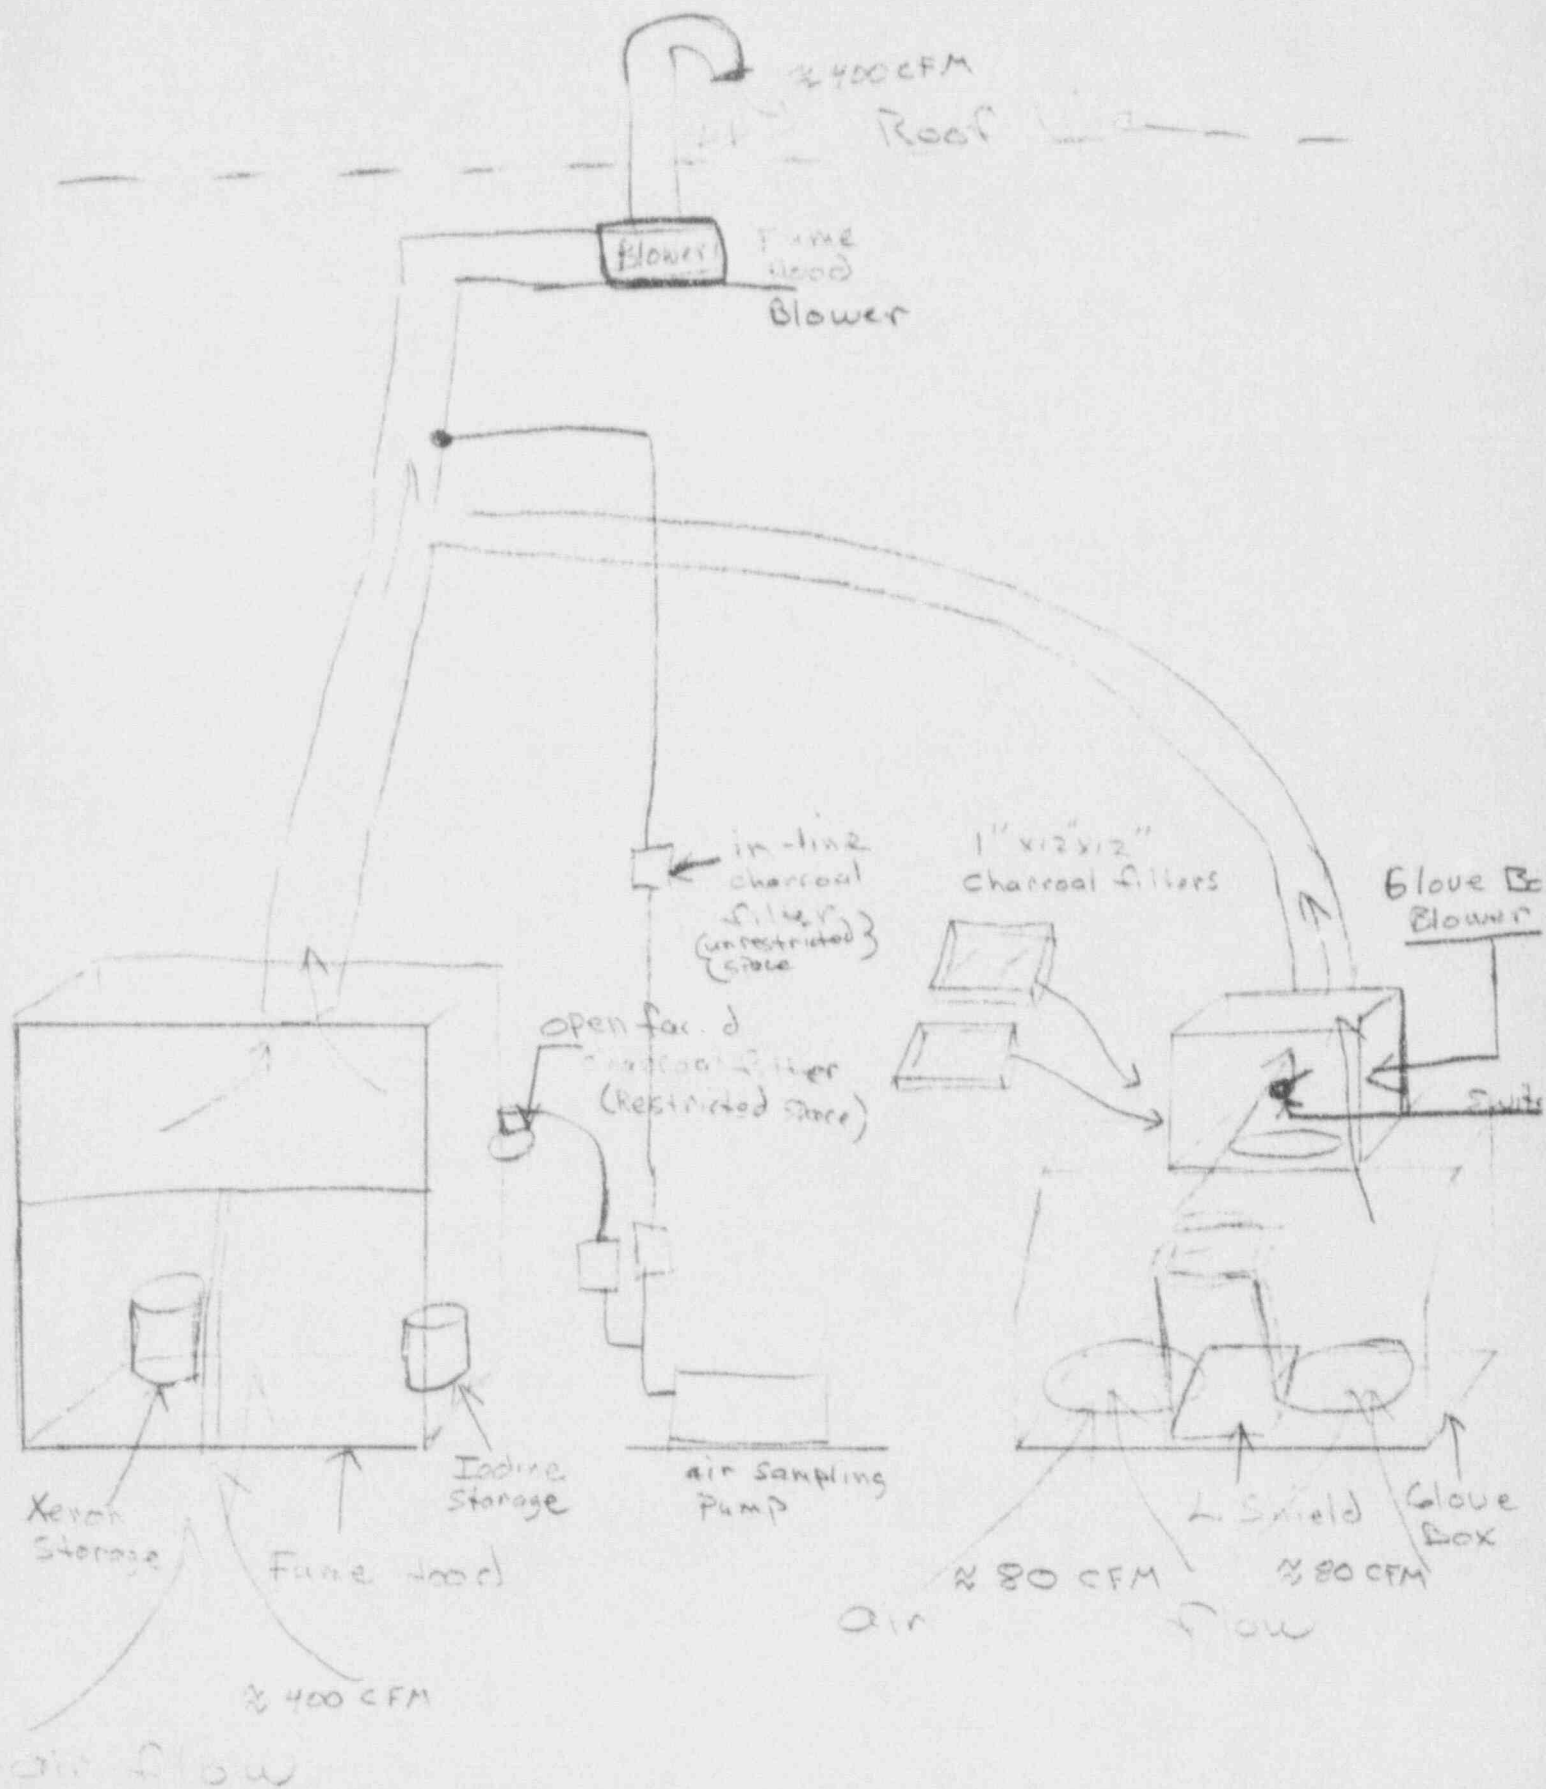 ≈ 400 CFM
Roof
Blower
Fume
Hood
Blower
in-line
charcoal
filter
(unrestricted)
space
1" x12"x12"
Charcoal filters
Glove Bo
Blower
open fac d
charcoal filter
(Restricted space)
Switc
Xenon
Storage
Iodine
Storage
Fume Hood
air sampling
Pump
L. Shield
Glove
Box
≈ 80 CFM
≈ 80 CFM
air flow
≈ 400 CFM
air flow